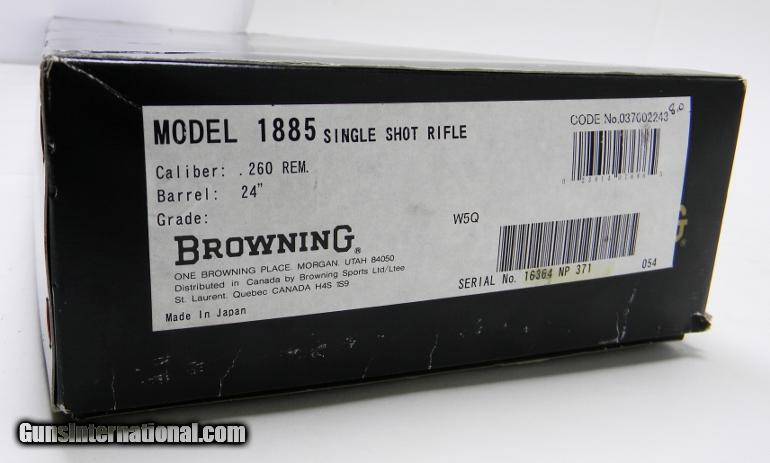 MODEL 1885 SINGLE SHOT RIFLE
CODE No.037002243
8.0
Caliber: .260 REM.
Barrel: 24"
Grade:
W5Q
BROWNING®
ONE BROWNING PLACE. MORGAN. UTAH 84050
Distributed in Canada by Browning Sports Ltd/Ltee
St. Laurent. Quebec CANADA H4S 1S9
SERIAL No. 16364 NP 371
054
Made In Japan
GunsInternational.com